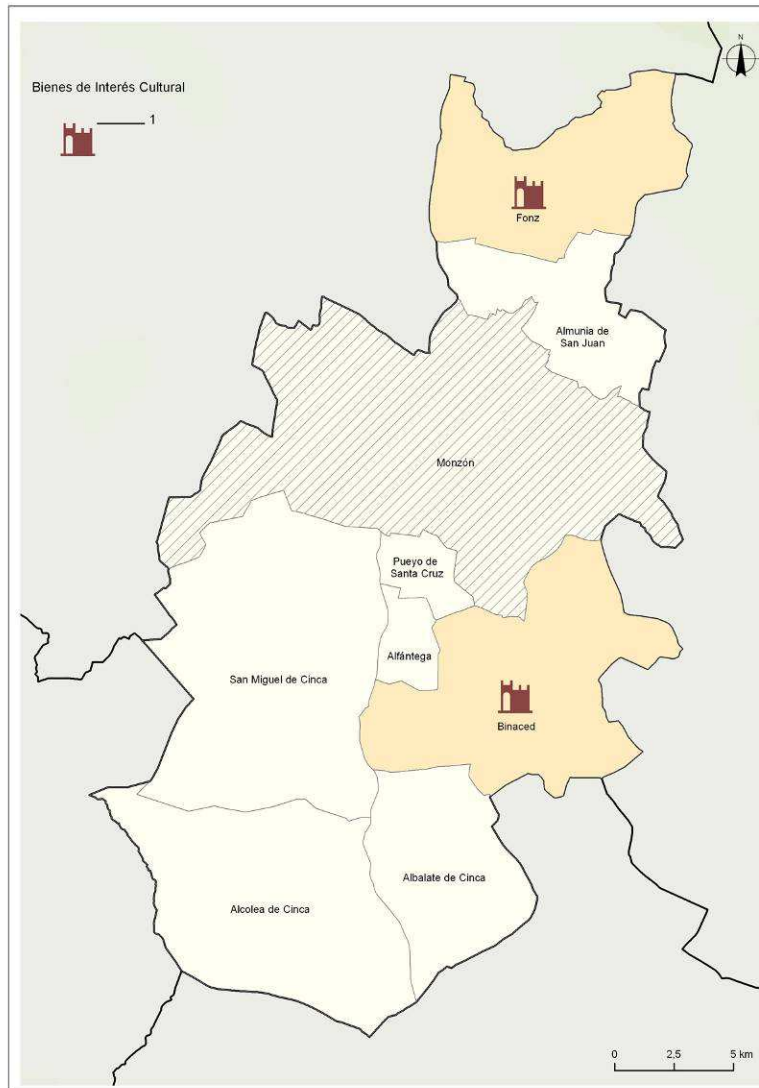 N
Bienes de Interés Cultural
1
Fonz
Almunia de
San Juan
Monzón
Pueyo de
Santa Cruz
Alfántega
San Miguel de Cinca
Binaced
Albalate de Cinca
Alcolea de Cinca
0 2,5 5 km